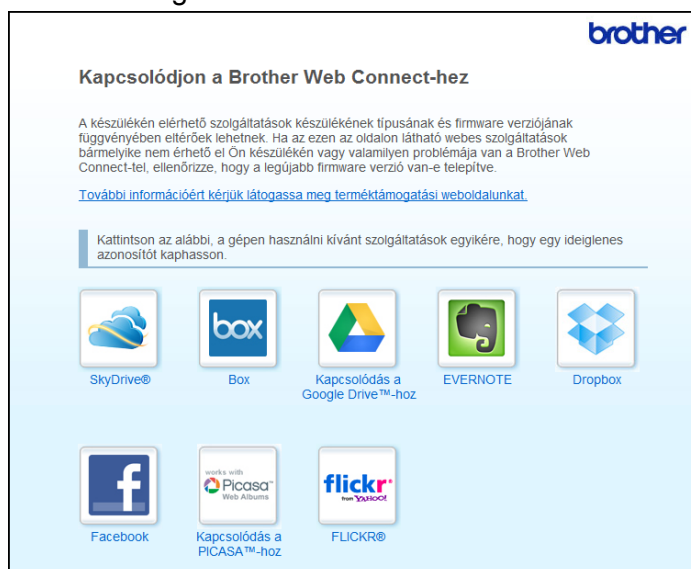 brother
Kapcsolódjon a Brother Web Connect-hez
A készülékén elérhető szolgáltatások készülékének típusának és firmware verziójának
függvényében eltérőek lehetnek. Ha az ezen az oldalon látható webes szolgáltatások
bármelyike nem érhető el Ön készülékén vagy valamilyen problémája van a Brother Web
Connect-tel, ellenőrizze, hogy a legújabb firmware verzió van-e telepítve.
További információért kérjük látogassa meg terméktámogatási weboldalunkat.
Kattintson az alábbi, a gépen használni kívánt szolgáltatások egyikére, hogy egy ideiglenes
azonosítót kaphasson.
box
SkyDrive®
Box
Kapcsolódás a
Google Drive™-hoz
EVERNOTE
Dropbox
f
works with
Picasa™
Web Albums
flickr®
from YAHOO!
Facebook
Kapcsolódás a
PICASA™-hoz
FLICKR®